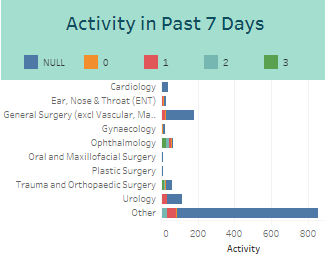 Activity in Past 7 Days
NULL 0 1 2 3
Cardiology
Ear, Nose & Throat (ENT)
General Surgery (excl Vascular, Ma..
Gynaecology
Ophthalmology
Oral and Maxillofacial Surgery
Plastic Surgery
Trauma and Orthopaedic Surgery
Urology
Other
0 200 400 600 800
Activity